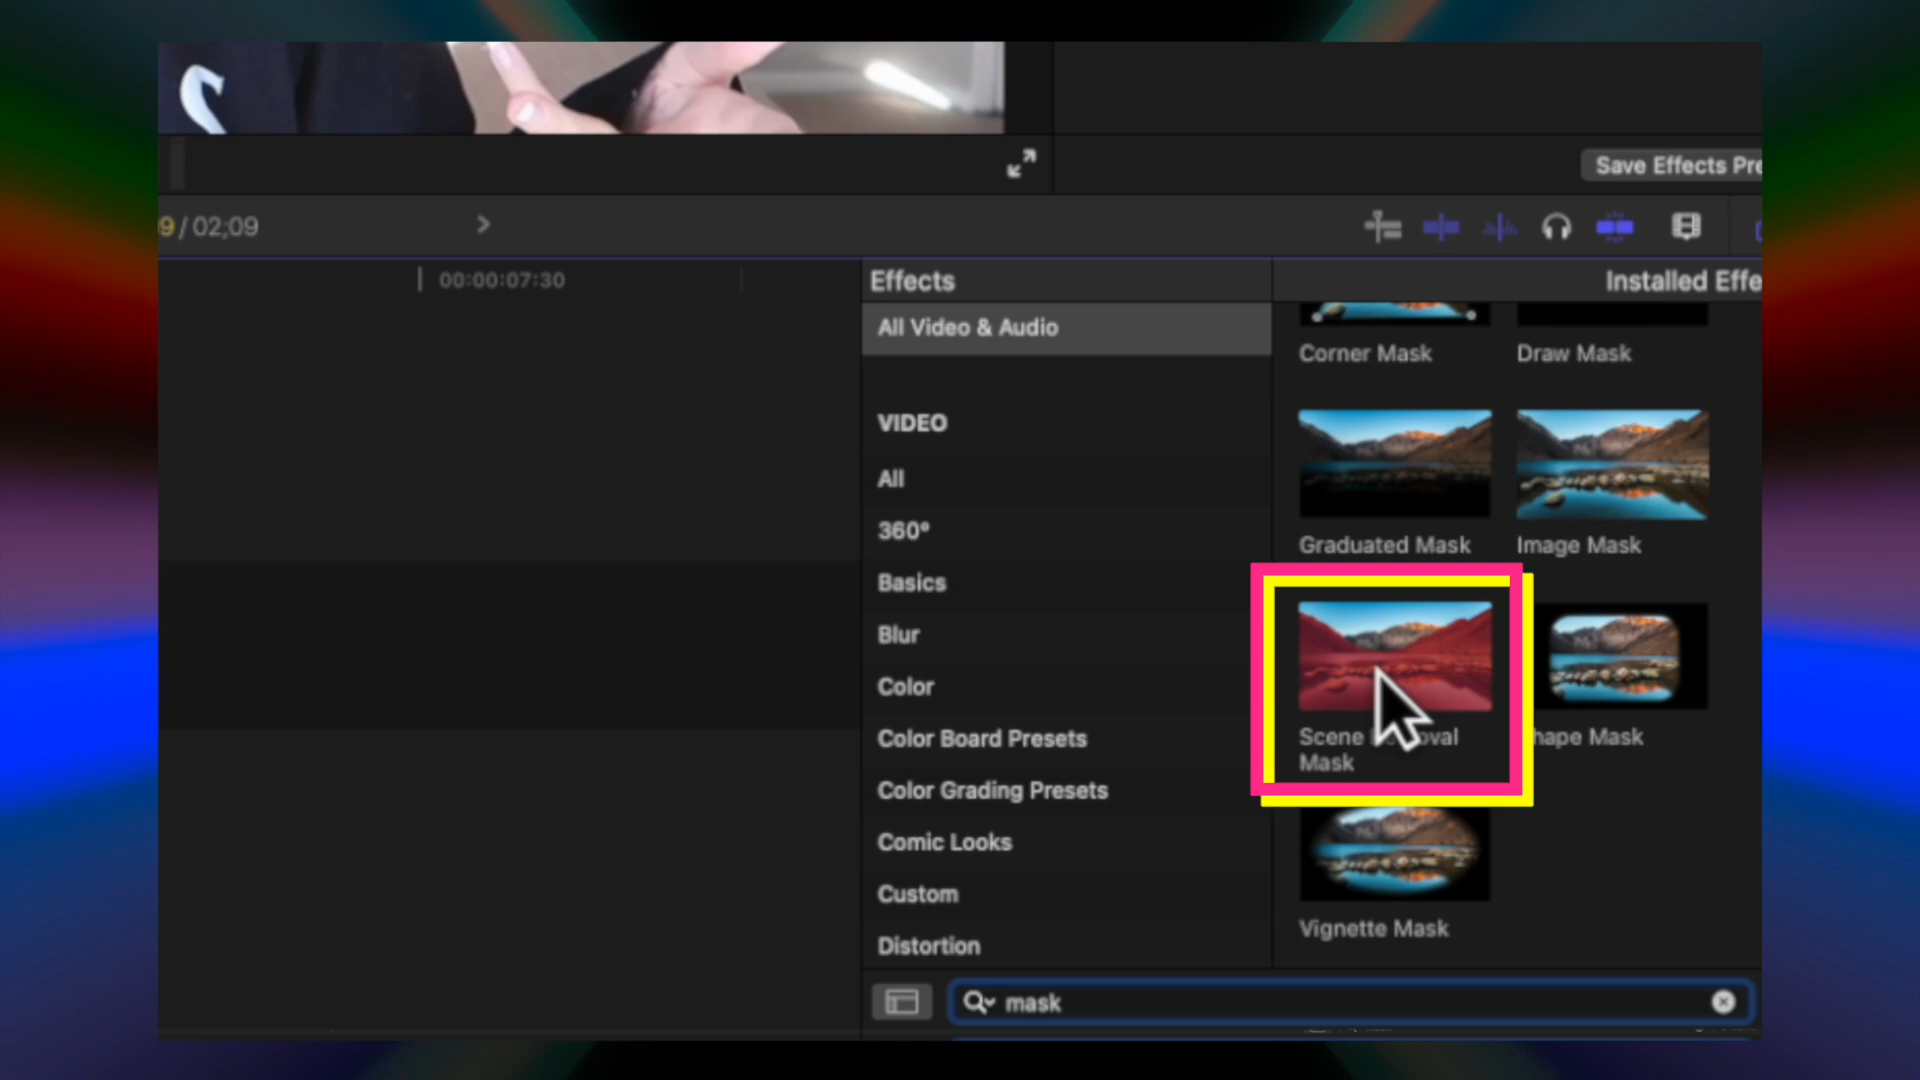 Save Effects Pre
9 / 02;09
00:00:07:30
Effects
Installed Effe
All Video & Audio
VIDEO
All
360°
Basics
Blur
Color
Color Board Presets
Color Grading Presets
Comic Looks
Custom
Distortion
Corner Mask
Draw Mask
Graduated Mask
Image Mask
Scene
Mask
hape Mask
Vignette Mask
mask